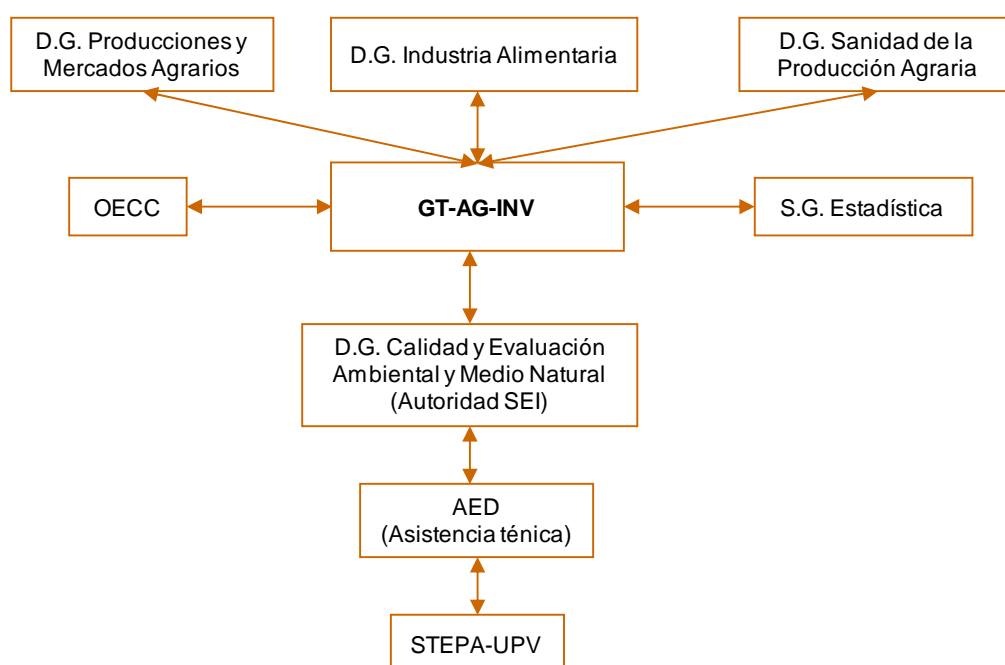 D.G. Producciones y
Mercados Agrarios
D.G. Industria Alimentaria
D.G. Sanidad de la
Producción Agraria
OECC
GT-AG-INV
S.G. Estadística
D.G. Calidad y Evaluación
Ambiental y Medio Natural
(Autoridad SEI)
AED
(Asistencia ténica)
STEPA-UPV